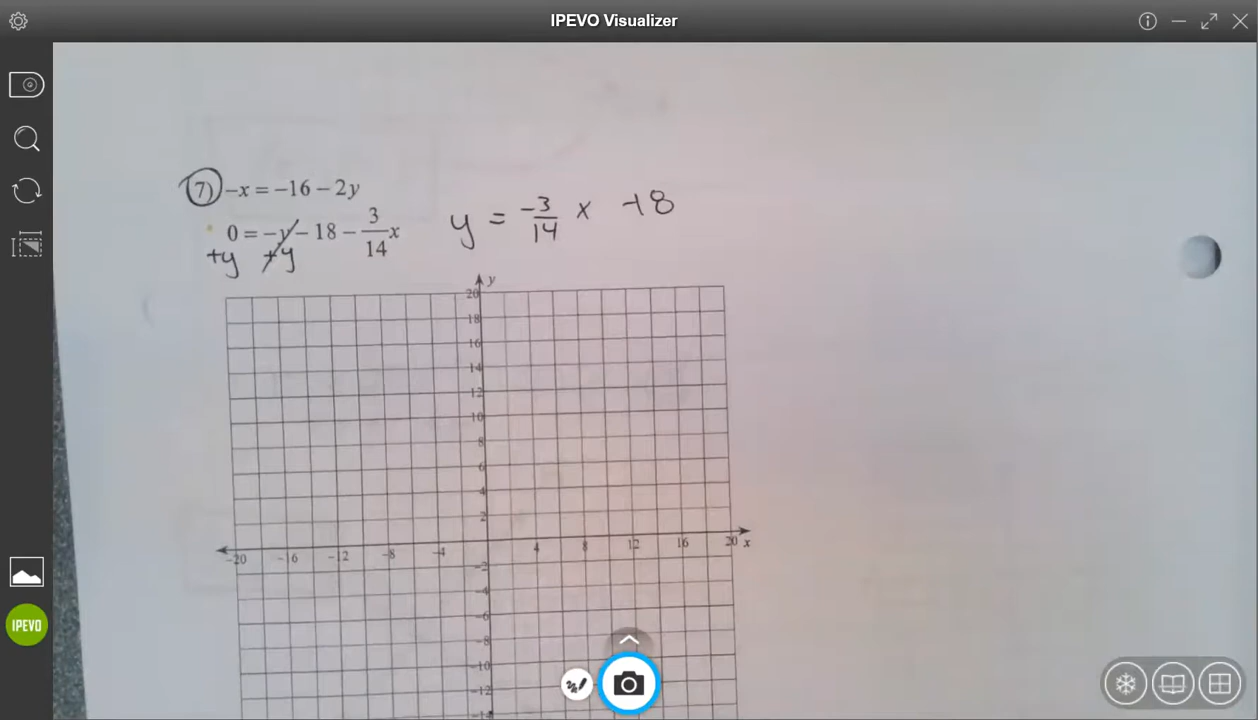 IPEVO Visualizer
7) -x = -16 - 2y
0 = -y - 18 - 3/14 x
+y +y
y = -3/14 x -18
y
20
18
16
14
12
10
8
6
4
2
-20 -16 -12 -8 -4 4 8 12 16 20 x
-2
-4
-6
-8
-10
-12
-14
IPEVO